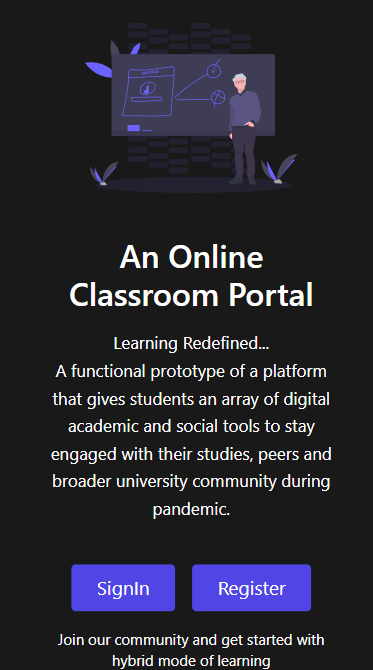 An Online
Classroom Portal
Learning Redefined...
A functional prototype of a platform
that gives students an array of digital
academic and social tools to stay
engaged with their studies, peers and
broader university community during
pandemic.
SignIn
Register
Join our community and get started with
hybrid mode of learning